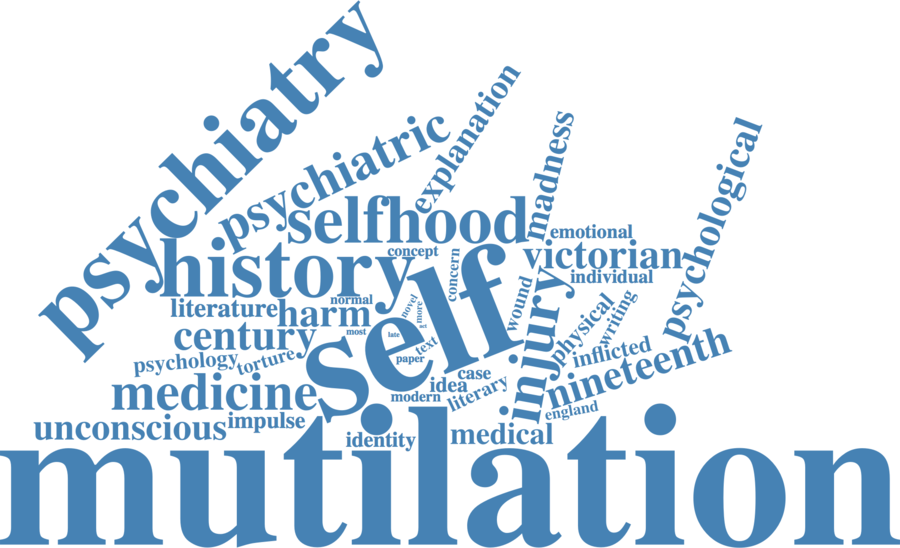 psychiatry
psychiatric
explanation
madness
psychological
selfhood
emotional
history
concept
concern
victorian
individual
self
literature
harm
normal
novel
more
act
wound
injury
physical
writing
century
most
late
text
paper
inflicted
nineteenth
psychology
torture
medicine
modern
idea
case
literary
england
unconscious
impulse
identity
medical
mutilation